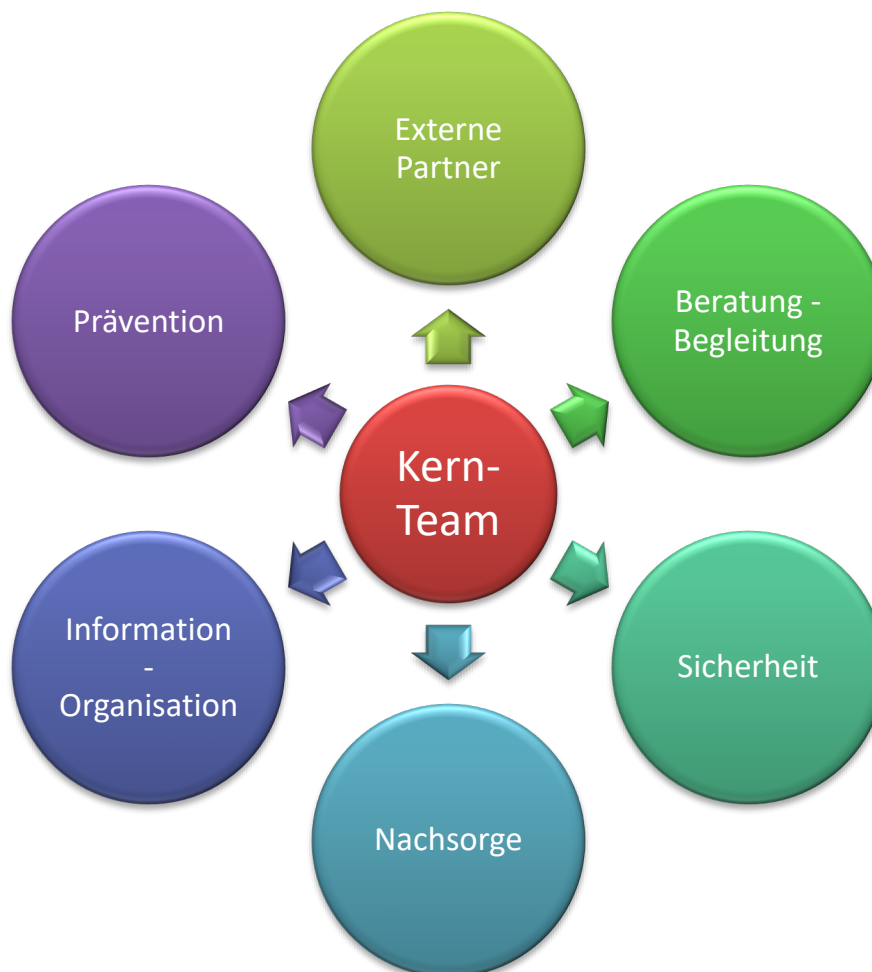 Externe
Partner
Prävention
Beratung -
Begleitung
Kern-
Team
Information
-
Organisation
Sicherheit
Nachsorge